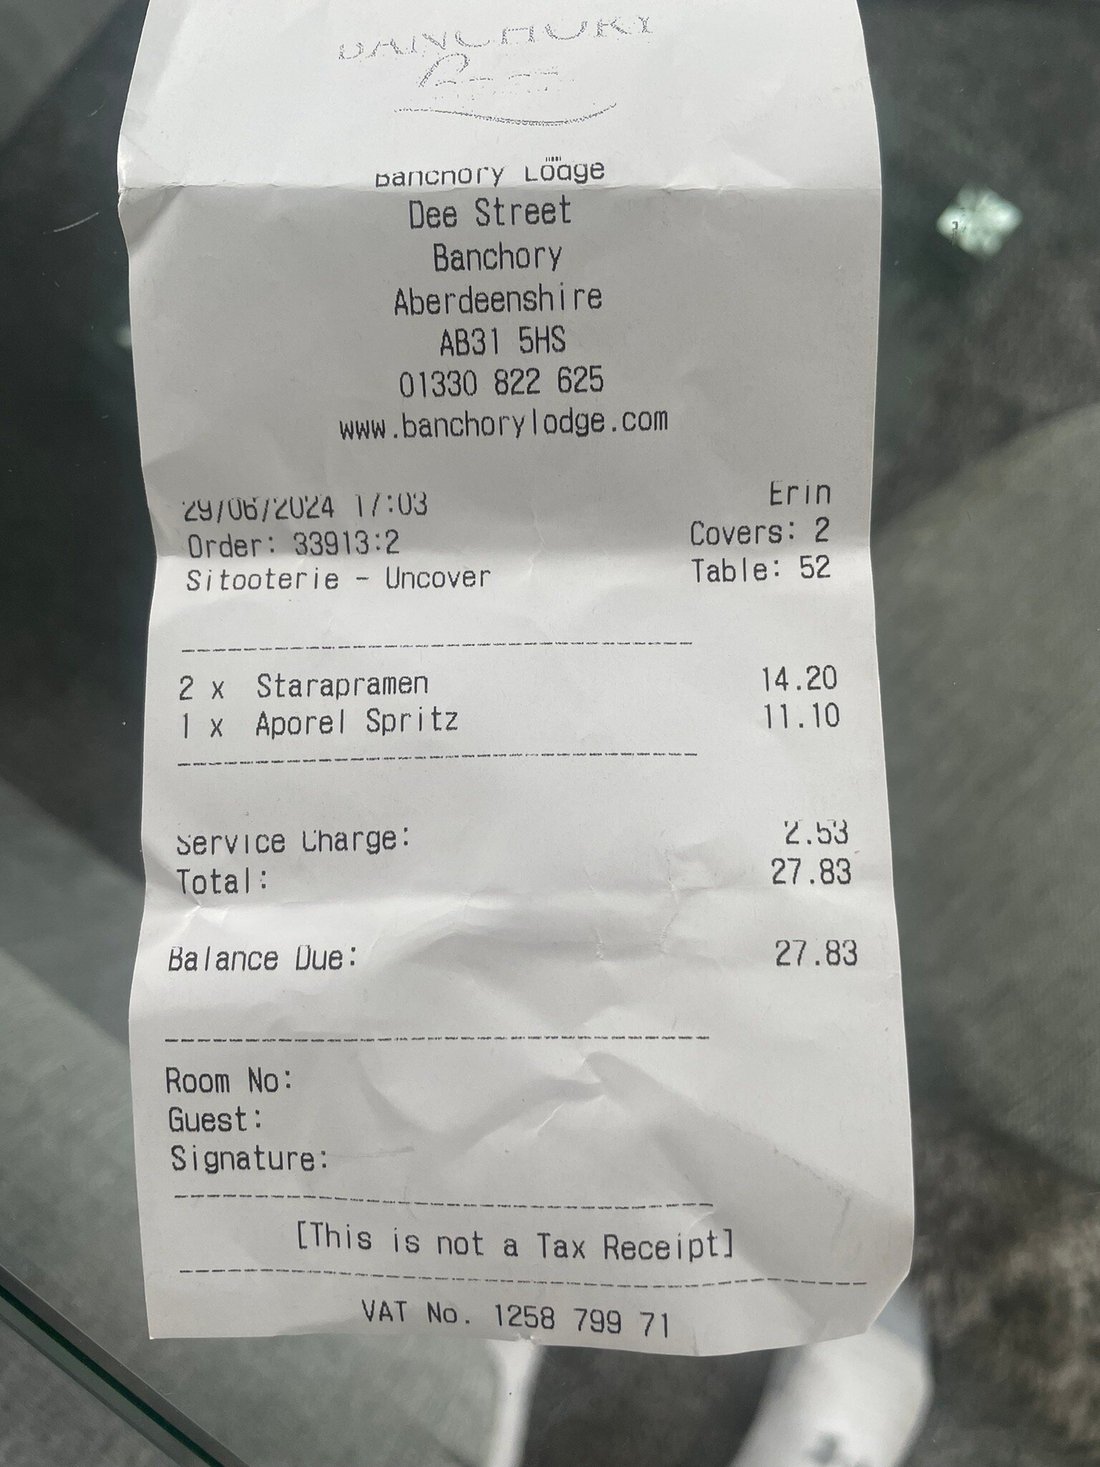 BANCHORY
Lodge
Banchory Lodge
Dee Street
Banchory
Aberdeenshire
AB31 5HS
01330 822 625
www.banchorylodge.com
29/06/2024 17:03 Erin
Order: 33913:2 Covers: 2
Sitooterie - Uncover Table: 52
2 x Starapramen 14.20
1 x Aporel Spritz 11.10
Service Charge: 2.53
Total: 27.83
Balance Due: 27.83
Room No:
Guest:
Signature:
[This is not a Tax Receipt]
VAT No. 1258 799 71